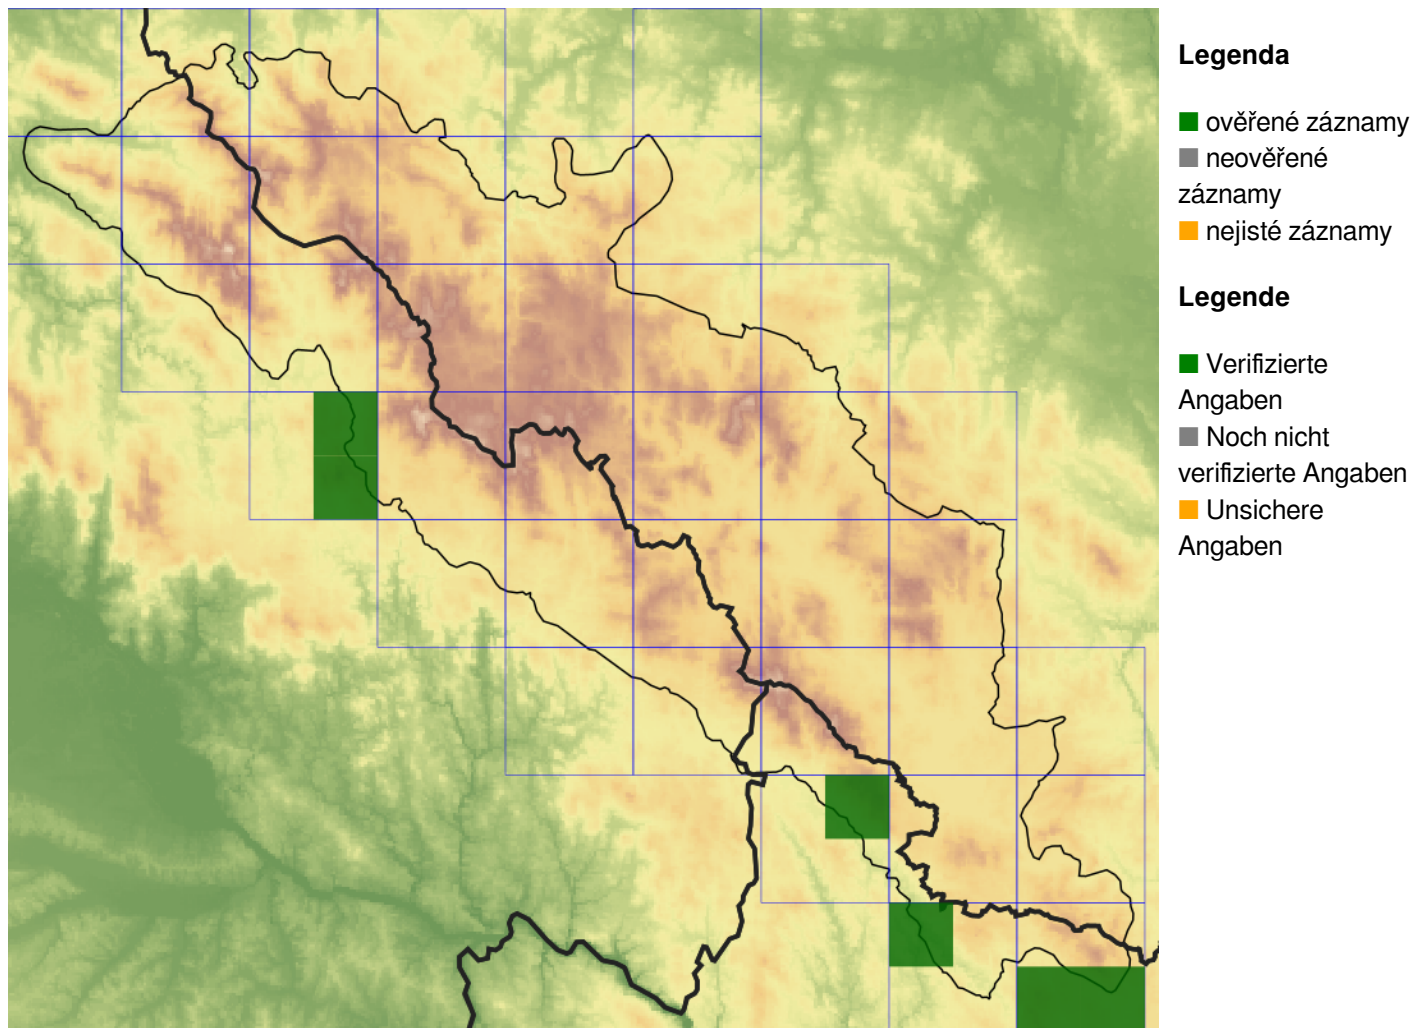 Legenda
ověřené záznamy
neověřené
záznamy
nejisté záznamy
Legende
Verifizierte
Angaben
Noch nicht
verifizierte Angaben
Unsichere
Angaben